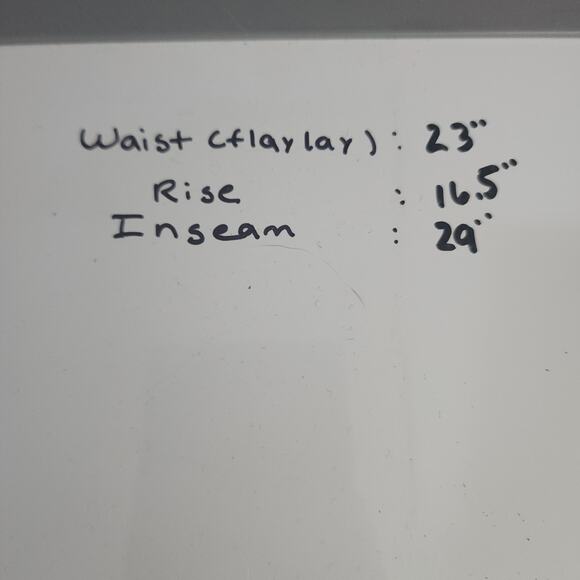 Waist (flaylay) : 23"
Rise : 16.5"
Inseam : 29"